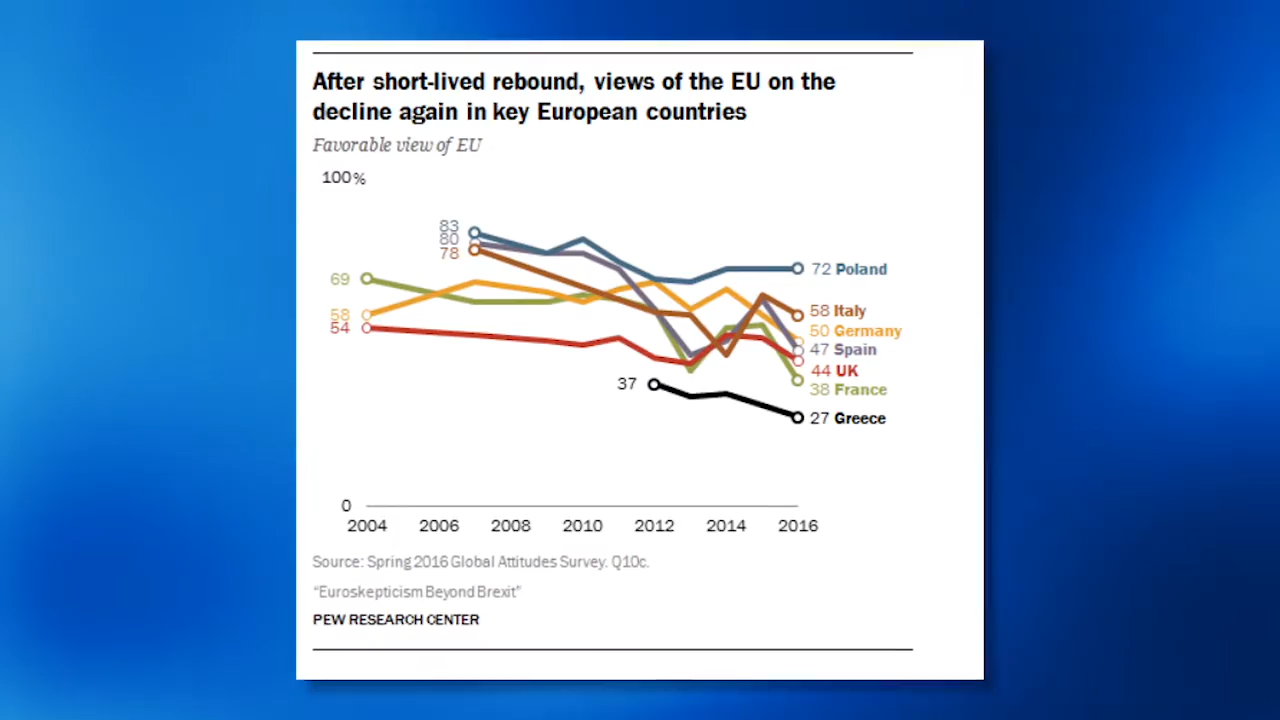 After short-lived rebound, views of the EU on the
decline again in key European countries
Favorable view of EU
100%
83
80
78
69
58
54
37
72 Poland
58 Italy
50 Germany
47 Spain
44 UK
38 France
27 Greece
0
2004 2006 2008 2010 2012 2014 2016
Source: Spring 2016 Global Attitudes Survey. Q10c.
“Euroskepticism Beyond Brexit”
PEW RESEARCH CENTER